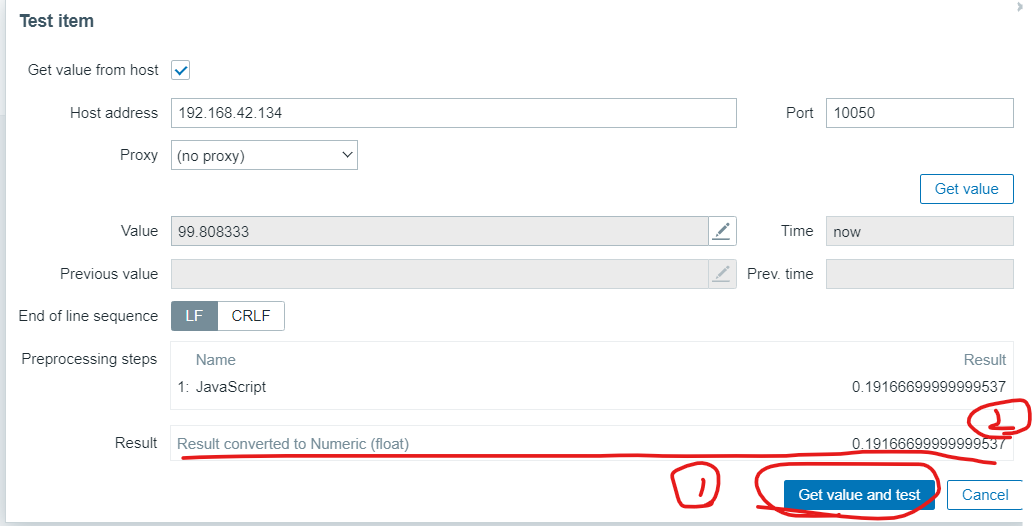 Test item
Get value from host
Host address 192.168.42.134 Port 10050
Proxy (no proxy)
Get value
Value 99.808333 Time now
Previous value Prev. time
End of line sequence LF CRLF
Preprocessing steps Name Result
1: JavaScript 0.19166699999999537
2
Result Result converted to Numeric (float) 0.19166699999999537
1 Get value and test Cancel